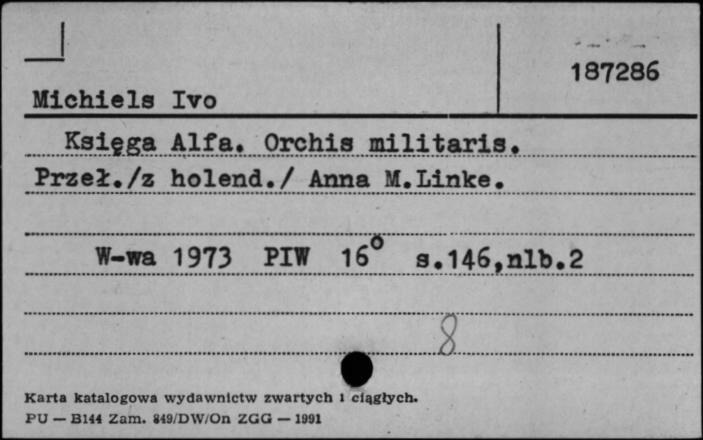 187286
Michiels Ivo
Księga Alfa. Orchis militaris.
Przeł./z holend./ Anna M.Linke.
W-wa 1973 PIW 16° s.146,nlb.2
8
Karta katalogowa wydawnictw zwartych i ciągłych.
PU — B144 Zam. 849/DW/On ZGG — 1991